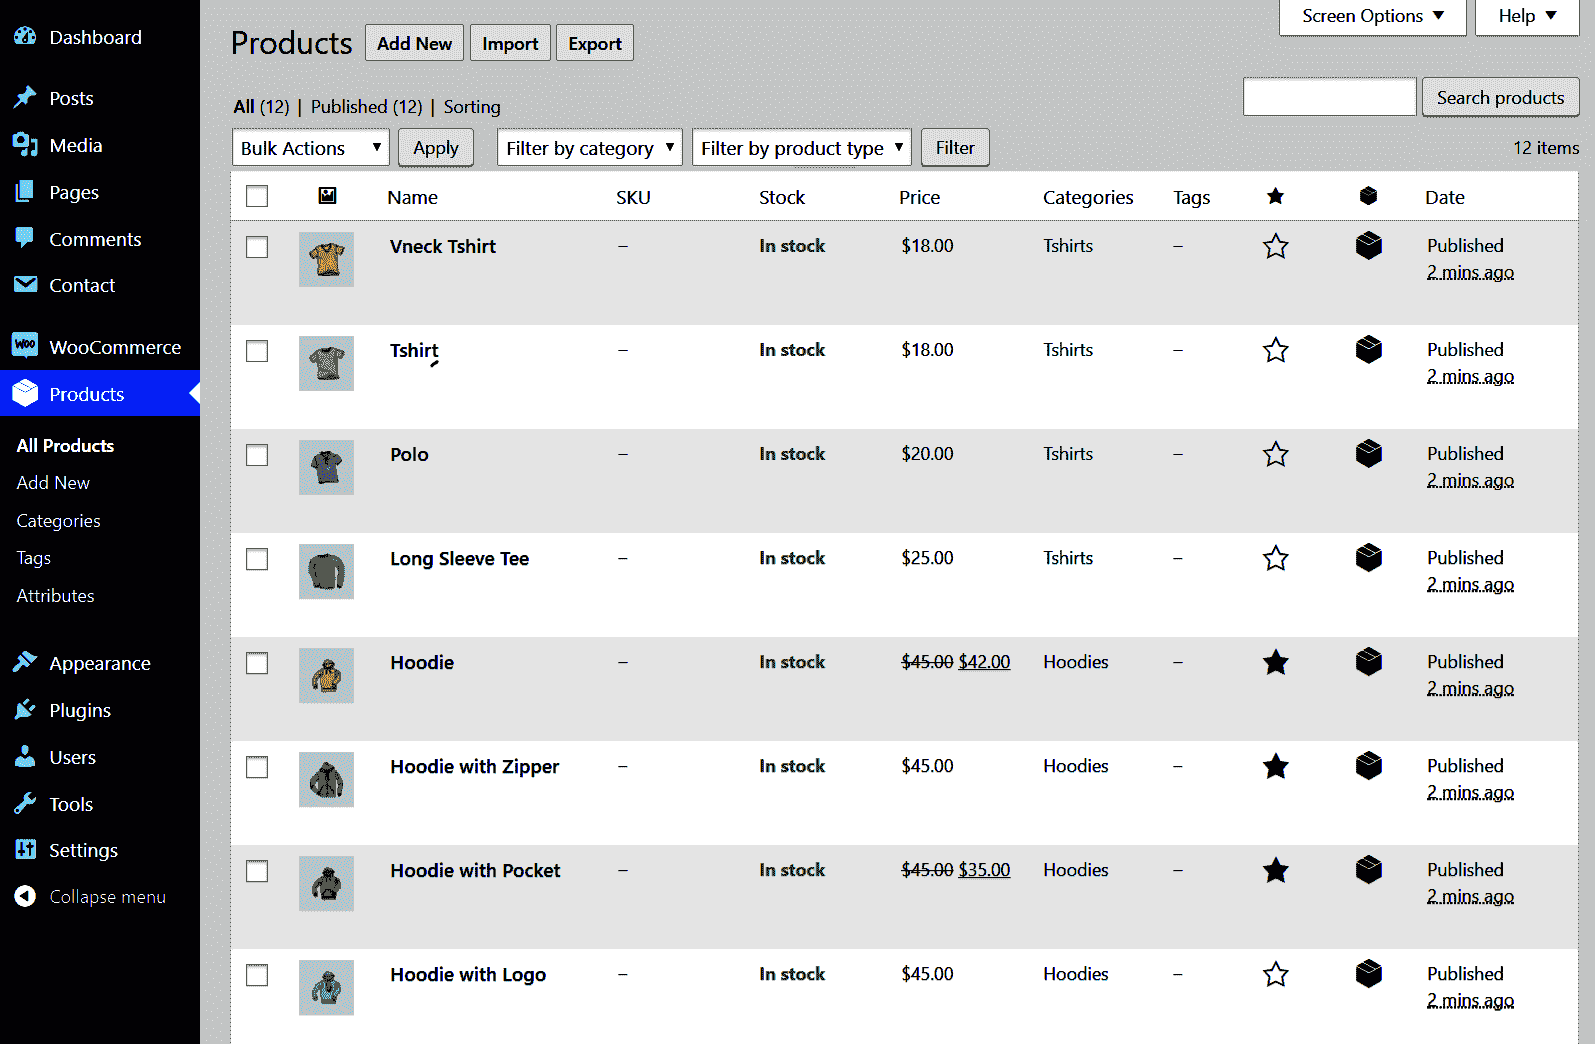 Dashboard
Posts
Media
Pages
Comments
Contact
WOO WooCommerce
Products
All Products
Add New
Categories
Tags
Attributes
Appearance
Plugins
Users
Tools
Settings
Collapse menu
Screen Options ▼ Help ▼
Products Add New Import Export
All (12) | Published (12) | Sorting
Search products
Bulk Actions ▼ Apply Filter by category ▼ Filter by product type ▼ Filter 12 items
Name SKU Stock Price Categories Tags Date
Vneck Tshirt – In stock $18.00 Tshirts – Published
2 mins ago
Tshirt – In stock $18.00 Tshirts – Published
2 mins ago
Polo – In stock $20.00 Tshirts – Published
2 mins ago
Long Sleeve Tee – In stock $25.00 Tshirts – Published
2 mins ago
Hoodie – In stock $45.00 $42.00 Hoodies – Published
2 mins ago
Hoodie with Zipper – In stock $45.00 Hoodies – Published
2 mins ago
Hoodie with Pocket – In stock $45.00 $35.00 Hoodies – Published
2 mins ago
Hoodie with Logo – In stock $45.00 Hoodies – Published
2 mins ago